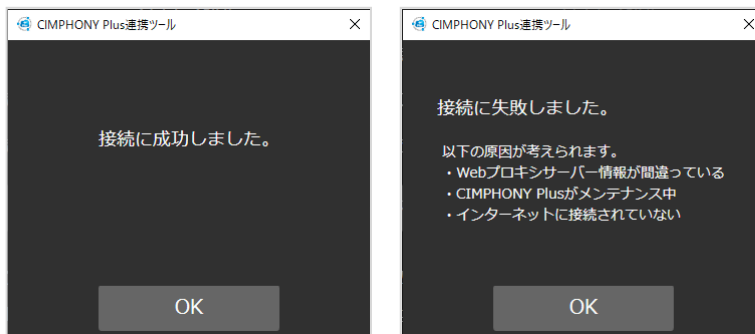 CIMPHONY Plus連携ツール
接続に成功しました。
OK
CIMPHONY Plus連携ツール
接続に失敗しました。
以下の原因が考えられます。
・Webプロキシサーバー情報が間違っている
・CIMPHONY Plusがメンテナンス中
・インターネットに接続されていない
OK